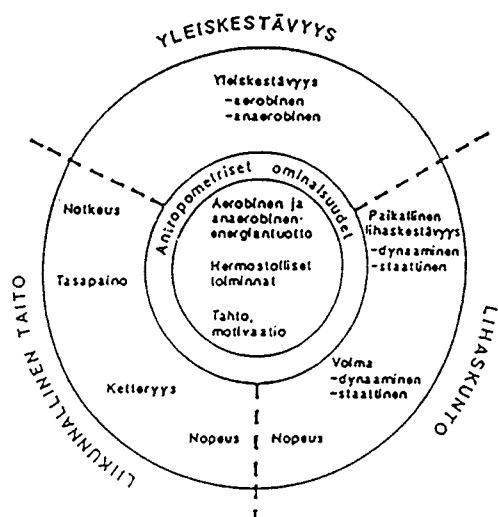 YLEISKESTÄVYYS
Yleiskestävyys
-aerobinen
-anaerobinen
Antropometriset ominaisuudet
Aerobinen ja
anaerobinen-
energiantuotto
Hermostolliset
toiminnat
Tahto,
motivaatio
Notkeus
Tasapaino
Ketteryys
Nopeus
LIIKUNNALLINEN TAITO
Paikallinen
lihaskestävyys
-dynaaminen
-staattinen
Voima
-dynaaminen
-staattinen
Nopeus
LIHASKUNTO